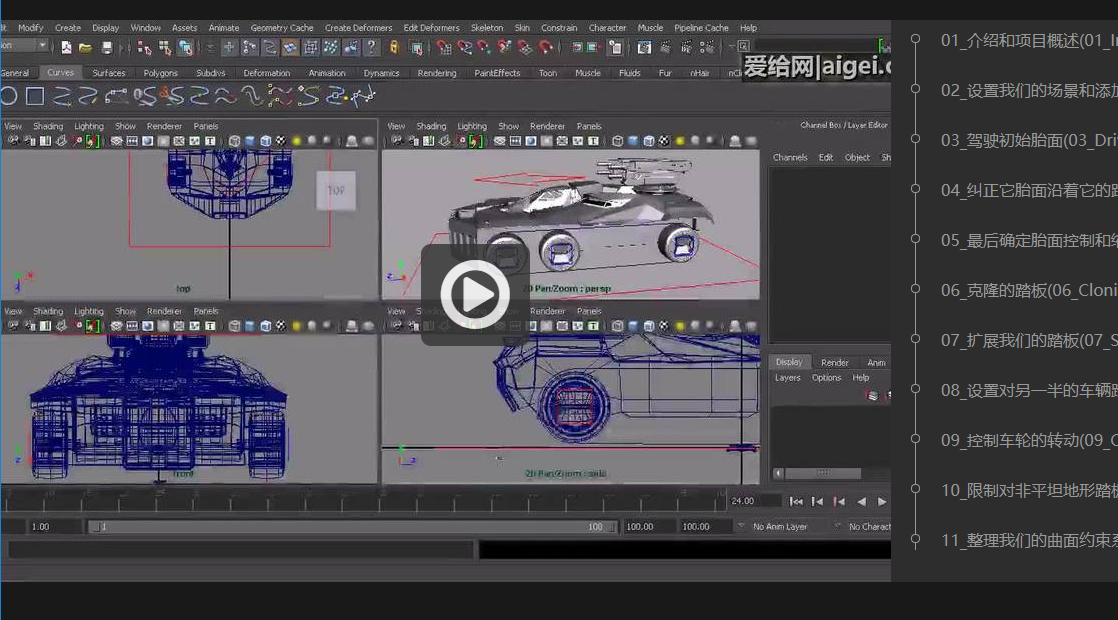 Modify Create Display Window Assets Animate Geometry Cache Create Deformers Edit Deformers Skeleton Skin Constrain Character Muscle Pipeline Cache Help
爱给网|aigei.c
General Curves Surfaces Polygons Subdivs Deformation Animation Dynamics Rendering PaintEffects Toon Muscle Fluids Fur nHair
View Shading Lighting Show Renderer Panels
View Shading Lighting Show Renderer Panels
Channel Box / Layer Editor
Channels Edit Object Sh
TOP
top
2D Pan/Zoom : persp
View Shading Lighting Show Renderer Panels
View Renderer Panels
Display Render Anim
Layers Options Help
front
2D Pan/Zoom : side
24.00
1.00 1 100 100.00 100.00 No Anim Layer No Charact
01_介绍和项目概述(01_I
02_设置我们的场景和添加
03_驾驶初始胎面(03_Dri
04_纠正它胎面沿着它的路
05_最后确定胎面控制和
06_克隆的踏板(06_Cloni
07_扩展我们的踏板(07_S
08_设置对另一半的车辆
09_控制车轮的转动(09_C
10_限制对非平坦地形踏板
11_整理我们的曲面约束